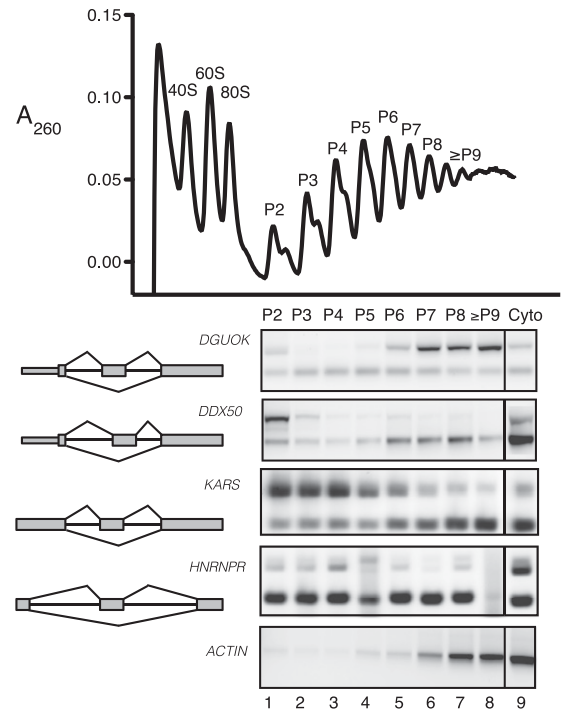 0.15
0.10
0.05
0.00
A260
40S
60S
80S
P2
P3
P4
P5
P6
P7
P8
≥P9
P2 P3 P4 P5 P6 P7 P8 ≥P9 Cyto
DGUOK
DDX50
KARS
HNRNPR
ACTIN
1 2 3 4 5 6 7 8 9